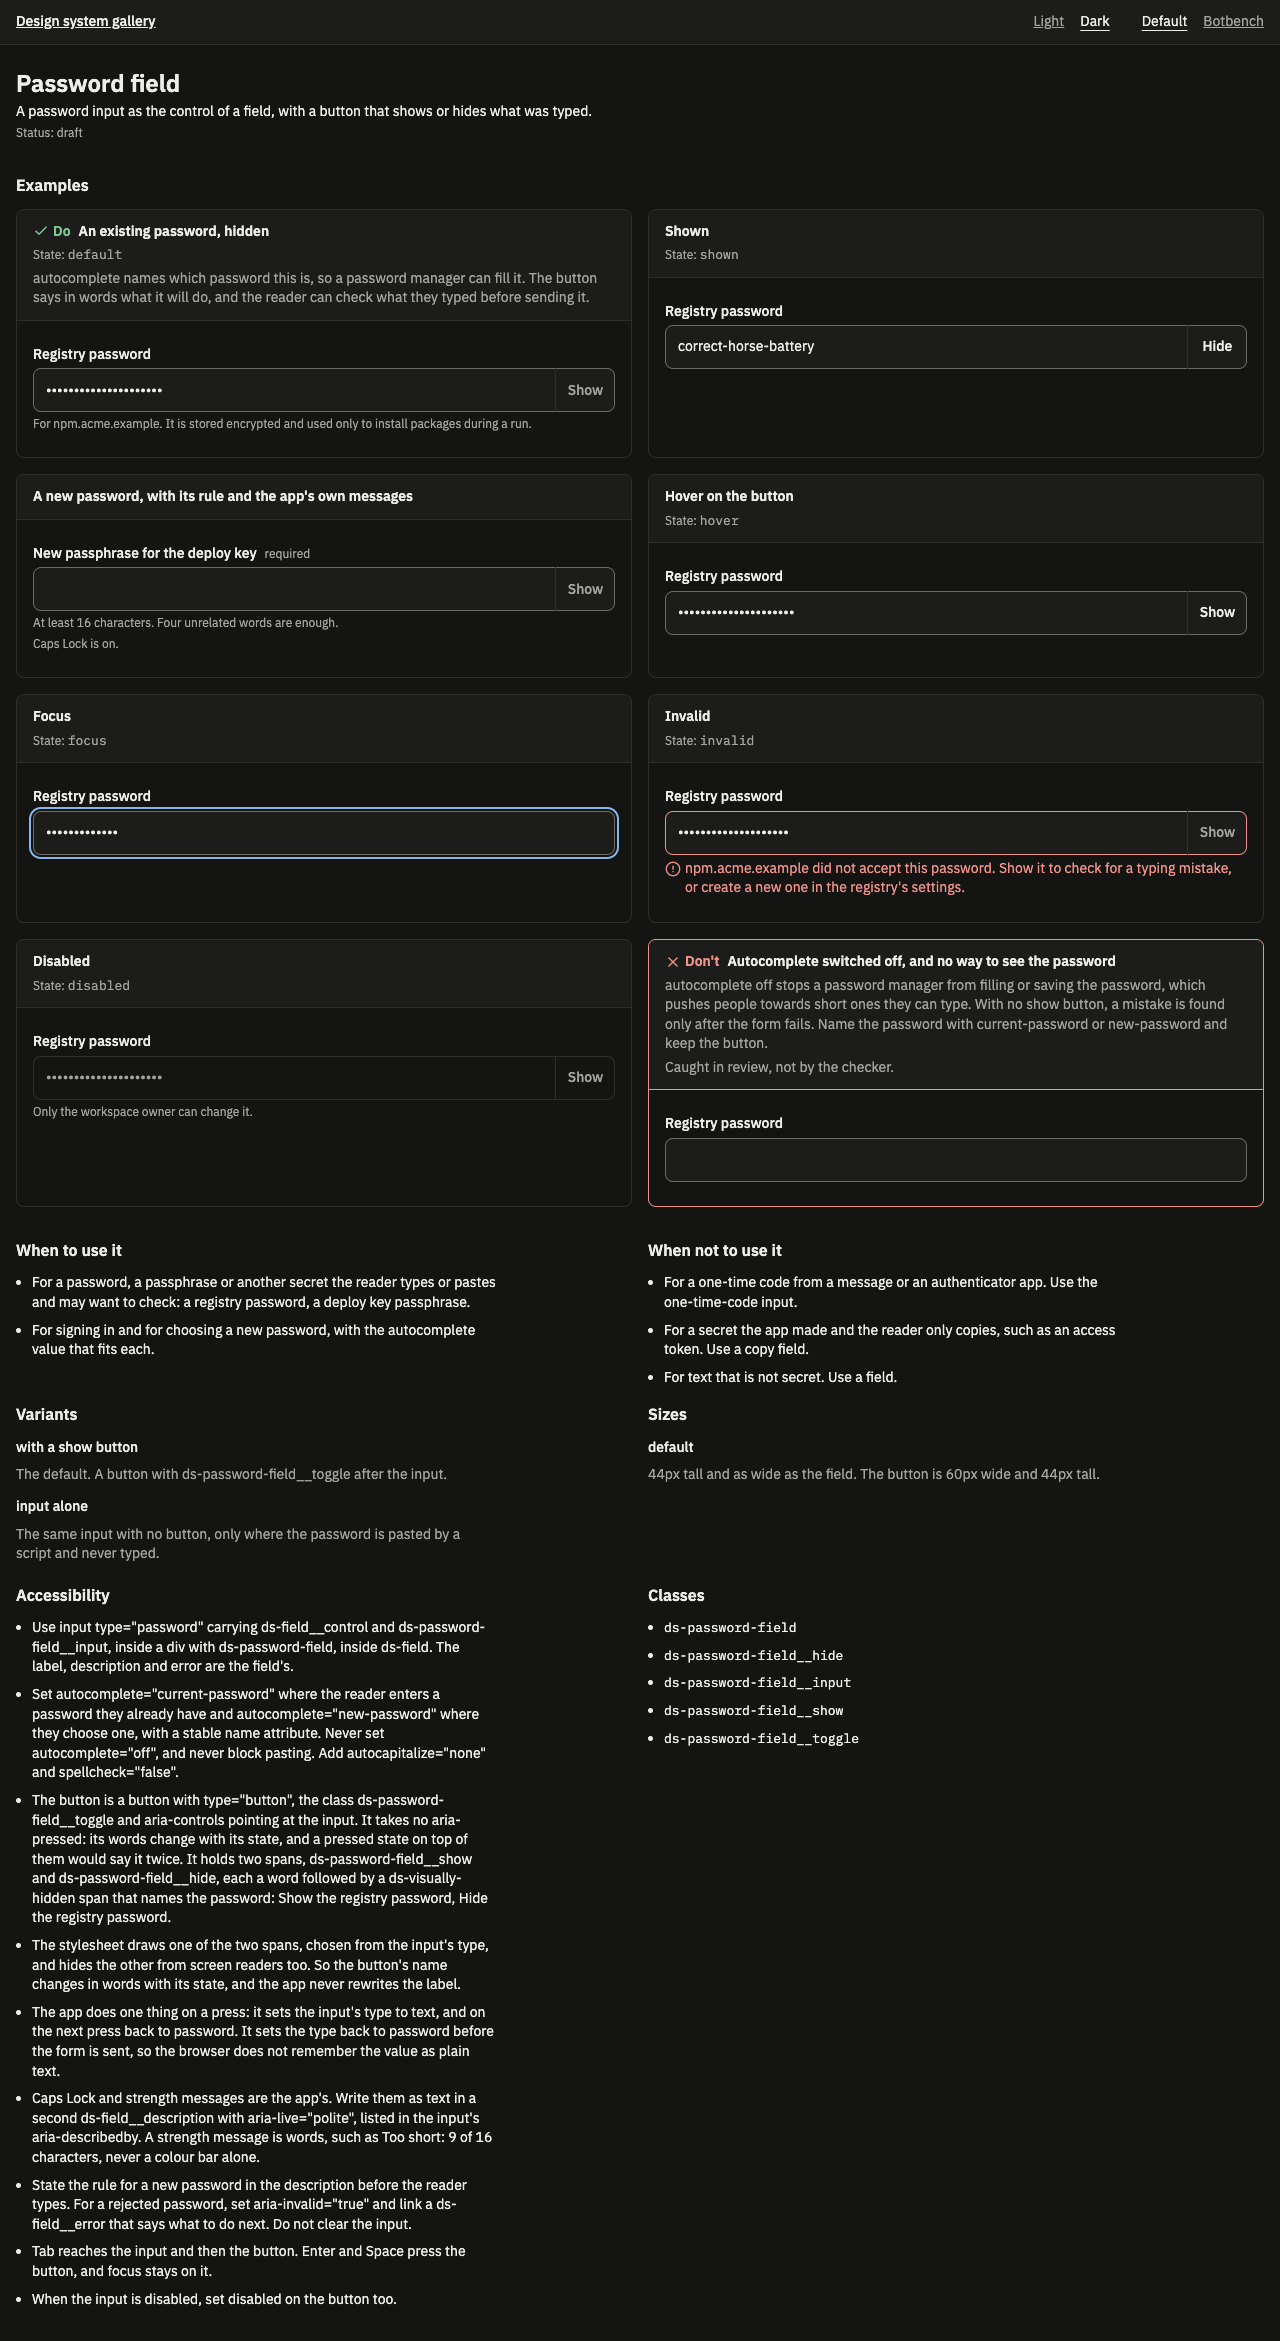 Design system gallery
Light Dark Default Botbench
Password field
A password input as the control of a field, with a button that shows or hides what was typed.
Status: draft
Examples
Do An existing password, hidden
State: default
autocomplete names which password this is, so a password manager can fill it. The button
says in words what it will do, and the reader can check what they typed before sending it.
Registry password
•••••••••••••••••••••
Show
For npm.acme.example. It is stored encrypted and used only to install packages during a run.
Shown
State: shown
Registry password
correct-horse-battery
Hide
A new password, with its rule and the app's own messages
New passphrase for the deploy key required
Show
At least 16 characters. Four unrelated words are enough.
Caps Lock is on.
Hover on the button
State: hover
Registry password
•••••••••••••••••••••
Show
Focus
State: focus
Registry password
•••••••••••••
Invalid
State: invalid
Registry password
••••••••••••••••••••
Show
npm.acme.example did not accept this password. Show it to check for a typing mistake,
or create a new one in the registry's settings.
Disabled
State: disabled
Registry password
•••••••••••••••••••••
Show
Only the workspace owner can change it.
Don't Autocomplete switched off, and no way to see the password
autocomplete off stops a password manager from filling or saving the password, which
pushes people towards short ones they can type. With no show button, a mistake is found
only after the form fails. Name the password with current-password or new-password and
keep the button.
Caught in review, not by the checker.
Registry password
When to use it
• For a password, a passphrase or another secret the reader types or pastes
and may want to check: a registry password, a deploy key passphrase.
• For signing in and for choosing a new password, with the autocomplete
value that fits each.
When not to use it
• For a one-time code from a message or an authenticator app. Use the
one-time-code input.
• For a secret the app made and the reader only copies, such as an access
token. Use a copy field.
• For text that is not secret. Use a field.
Variants
with a show button
The default. A button with ds-password-field__toggle after the input.
input alone
The same input with no button, only where the password is pasted by a
script and never typed.
Sizes
default
44px tall and as wide as the field. The button is 60px wide and 44px tall.
Accessibility
• Use input type="password" carrying ds-field__control and ds-password-
field__input, inside a div with ds-password-field, inside ds-field. The
label, description and error are the field's.
• Set autocomplete="current-password" where the reader enters a
password they already have and autocomplete="new-password" where
they choose one, with a stable name attribute. Never set
autocomplete="off", and never block pasting. Add autocapitalize="none"
and spellcheck="false".
• The button is a button with type="button", the class ds-password-
field__toggle and aria-controls pointing at the input. It takes no aria-
pressed: its words change with its state, and a pressed state on top of
them would say it twice. It holds two spans, ds-password-field__show
and ds-password-field__hide, each a word followed by a ds-visually-
hidden span that names the password: Show the registry password, Hide
the registry password.
• The stylesheet draws one of the two spans, chosen from the input's type,
and hides the other from screen readers too. So the button's name
changes in words with its state, and the app never rewrites the label.
• The app does one thing on a press: it sets the input's type to text, and on
the next press back to password. It sets the type back to password before
the form is sent, so the browser does not remember the value as plain
text.
• Caps Lock and strength messages are the app's. Write them as text in a
second ds-field__description with aria-live="polite", listed in the input's
aria-describedby. A strength message is words, such as Too short: 9 of 16
characters, never a colour bar alone.
• State the rule for a new password in the description before the reader
types. For a rejected password, set aria-invalid="true" and link a ds-
field__error that says what to do next. Do not clear the input.
• Tab reaches the input and then the button. Enter and Space press the
button, and focus stays on it.
• When the input is disabled, set disabled on the button too.
Classes
• ds-password-field
• ds-password-field__hide
• ds-password-field__input
• ds-password-field__show
• ds-password-field__toggle